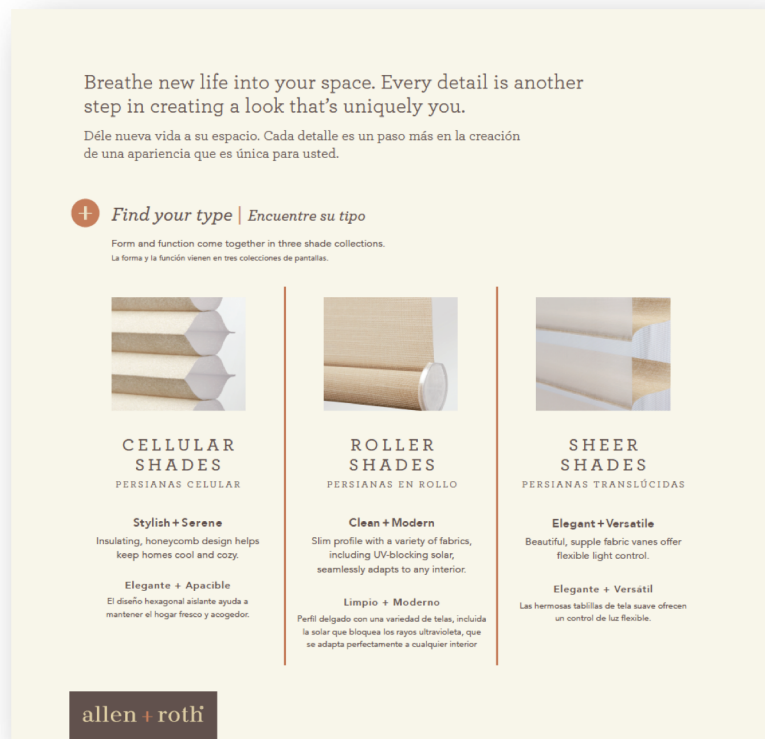 Breathe new life into your space. Every detail is another
step in creating a look that's uniquely you.
Déle nueva vida a su espacio. Cada detalle es un paso más en la creación
de una apariencia que es única para usted.
+ Find your type | Encuentre su tipo
Form and function come together in three shade collections.
La forma y la función vienen en tres colecciones de pantallas.
CELLULAR
SHADES
PERSIANAS CELULAR
Stylish + Serene
Insulating, honeycomb design helps
keep homes cool and cozy.
Elegante + Apacible
El diseño hexagonal aislante ayuda a
mantener el hogar fresco y acogedor.
ROLLER
SHADES
PERSIANAS EN ROLLO
Clean + Modern
Slim profile with a variety of fabrics,
including UV-blocking solar,
seamlessly adapts to any interior.
Limpio + Moderno
Perfil delgado con una variedad de telas, incluida
la solar que bloquea los rayos ultravioleta, que
se adapta perfectamente a cualquier interior
SHEER
SHADES
PERSIANAS TRANSLÚCIDAS
Elegant + Versatile
Beautiful, supple fabric vanes offer
flexible light control.
Elegante + Versátil
Las hermosas tablillas de tela suave ofrecen
un control de luz flexible.
allen + roth